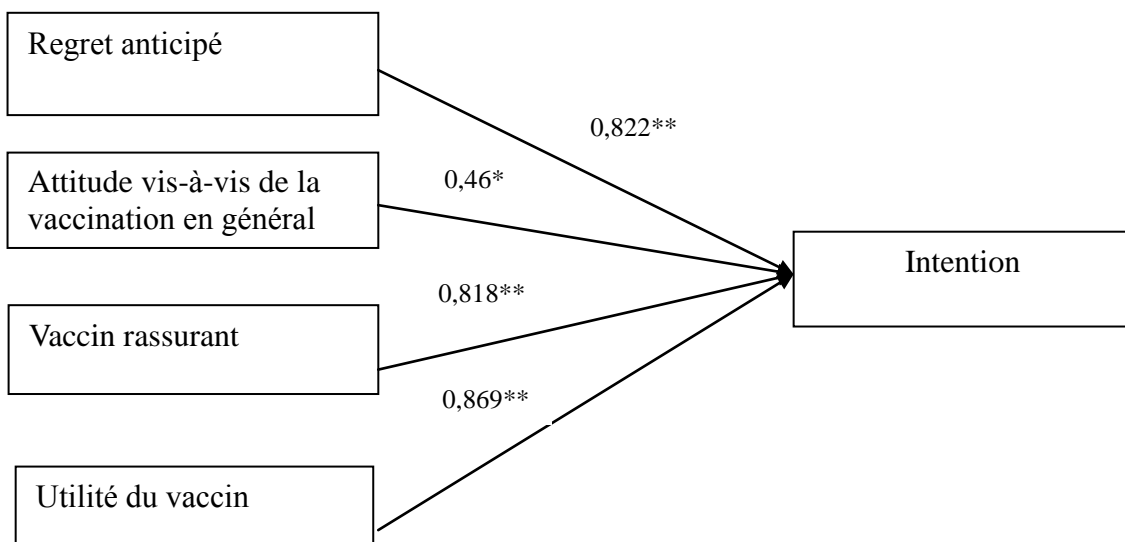 Regret anticipé
0,822**
Attitude vis-à-vis de la
vaccination en général
0,46*
Intention
Vaccin rassurant
0,818**
0,869**
Utilité du vaccin